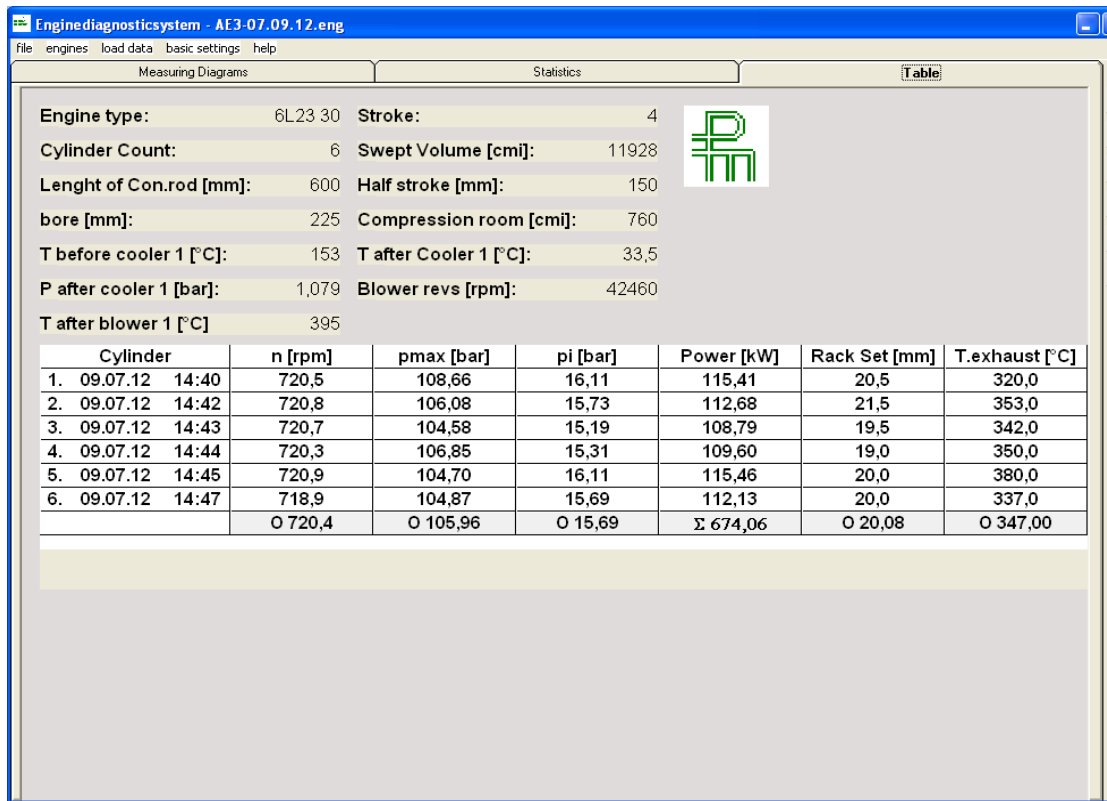 Enginediagnosticsystem - AE3-07.09.12.eng
file engines load data basic settings help
Measuring Diagrams Statistics Table
Engine type: 6L23 30 Stroke: 4
Cylinder Count: 6 Swept Volume [cmi]: 11928
Lenght of Con.rod [mm]: 600 Half stroke [mm]: 150
bore [mm]: 225 Compression room [cmi]: 760
T before cooler 1 [°C]: 153 T after Cooler 1 [°C]: 33,5
P after cooler 1 [bar]: 1,079 Blower revs [rpm]: 42460
T after blower 1 [°C] 395
Cylinder n [rpm] pmax [bar] pi [bar] Power [kW] Rack Set [mm] T.exhaust [°C]
1. 09.07.12 14:40 720,5 108,66 16,11 115,41 20,5 320,0
2. 09.07.12 14:42 720,8 106,08 15,73 112,68 21,5 353,0
3. 09.07.12 14:43 720,7 104,58 15,19 108,79 19,5 342,0
4. 09.07.12 14:44 720,3 106,85 15,31 109,60 19,0 350,0
5. 09.07.12 14:45 720,9 104,70 16,11 115,46 20,0 380,0
6. 09.07.12 14:47 718,9 104,87 15,69 112,13 20,0 337,0
O 720,4 O 105,96 O 15,69 Σ 674,06 O 20,08 O 347,00